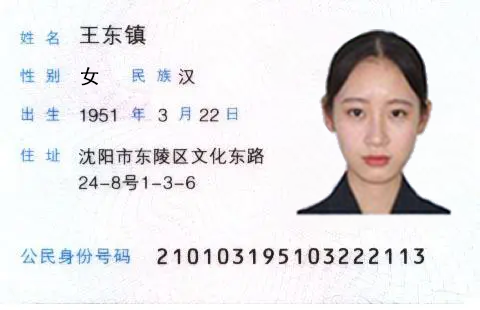 姓名 王东镇
性别 女 民族 汉
出生 1951 年 3 月 22 日
住址 沈阳市东陵区文化东路
24-8号1-3-6
公民身份号码 210103195103222113